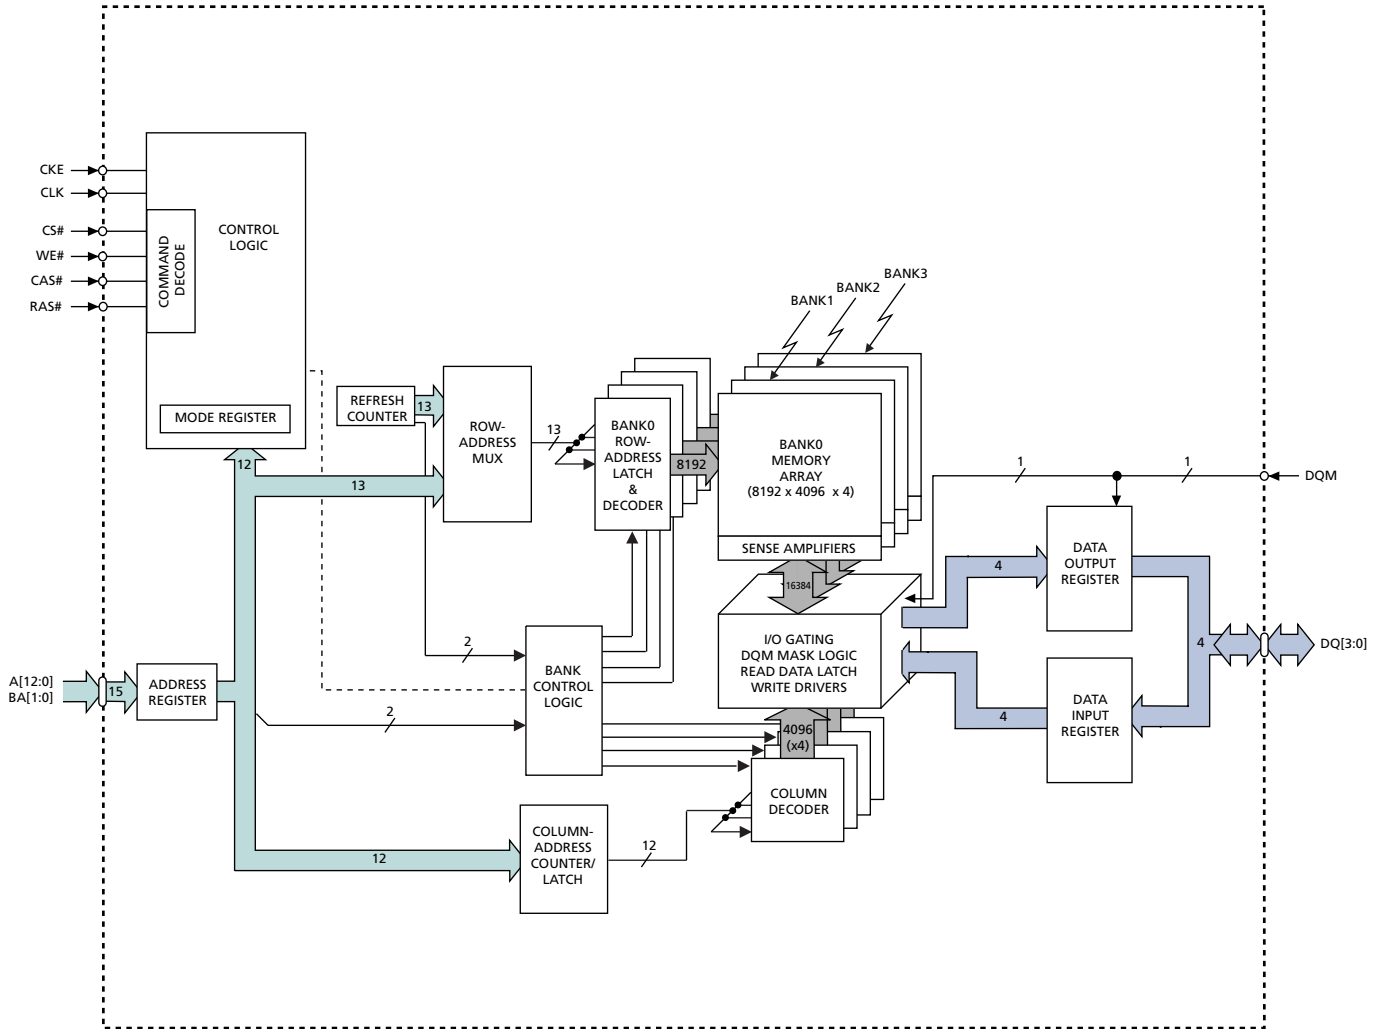 CKE
CLK
CS#
WE#
CAS#
RAS#
CONTROL
LOGIC
COMMAND
DECODE
MODE REGISTER
12
BANK1
BANK2
BANK3
REFRESH
COUNTER
13
13
ROW-
ADDRESS
MUX
13
BANK0
ROW-
ADDRESS
LATCH
&
DECODER
8192
BANK0
MEMORY
ARRAY
(8192 x 4096 x 4)
SENSE AMPLIFIERS
16384
I/O GATING
DQM MASK LOGIC
READ DATA LATCH
WRITE DRIVERS
1
1
DQM
DATA
OUTPUT
REGISTER
4
4
DQ[3:0]
DATA
INPUT
REGISTER
4
A[12:0]
BA[1:0]
15
ADDRESS
REGISTER
2
2
BANK
CONTROL
LOGIC
4096
(x4)
COLUMN
DECODER
12
COLUMN-
ADDRESS
COUNTER/
LATCH
12